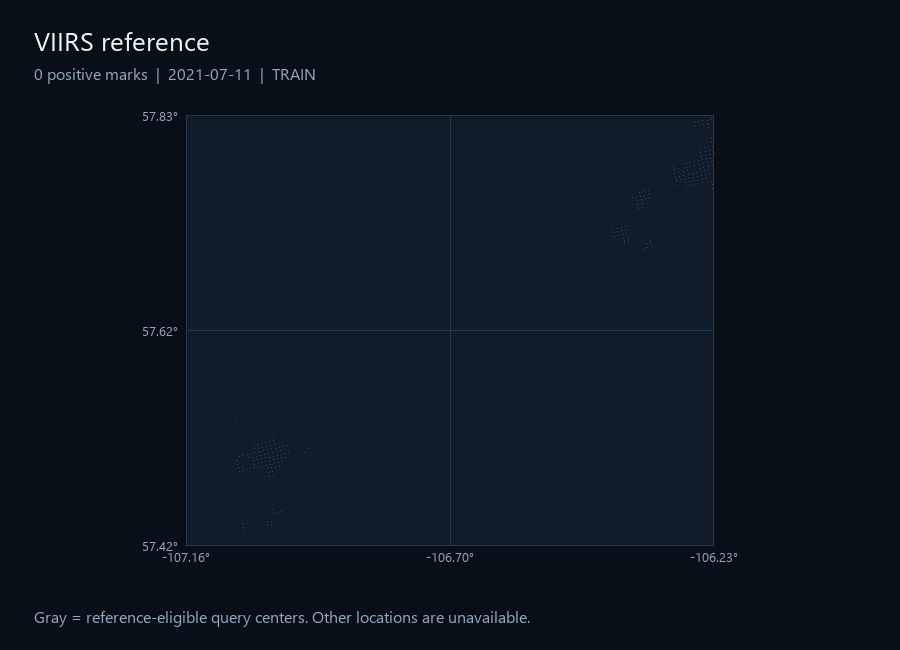 VIIRS reference
0 positive marks | 2021-07-11 | TRAIN
57.83°
57.62°
57.42°
-107.16°
-106.70°
-106.23°
Gray = reference-eligible query centers. Other locations are unavailable.